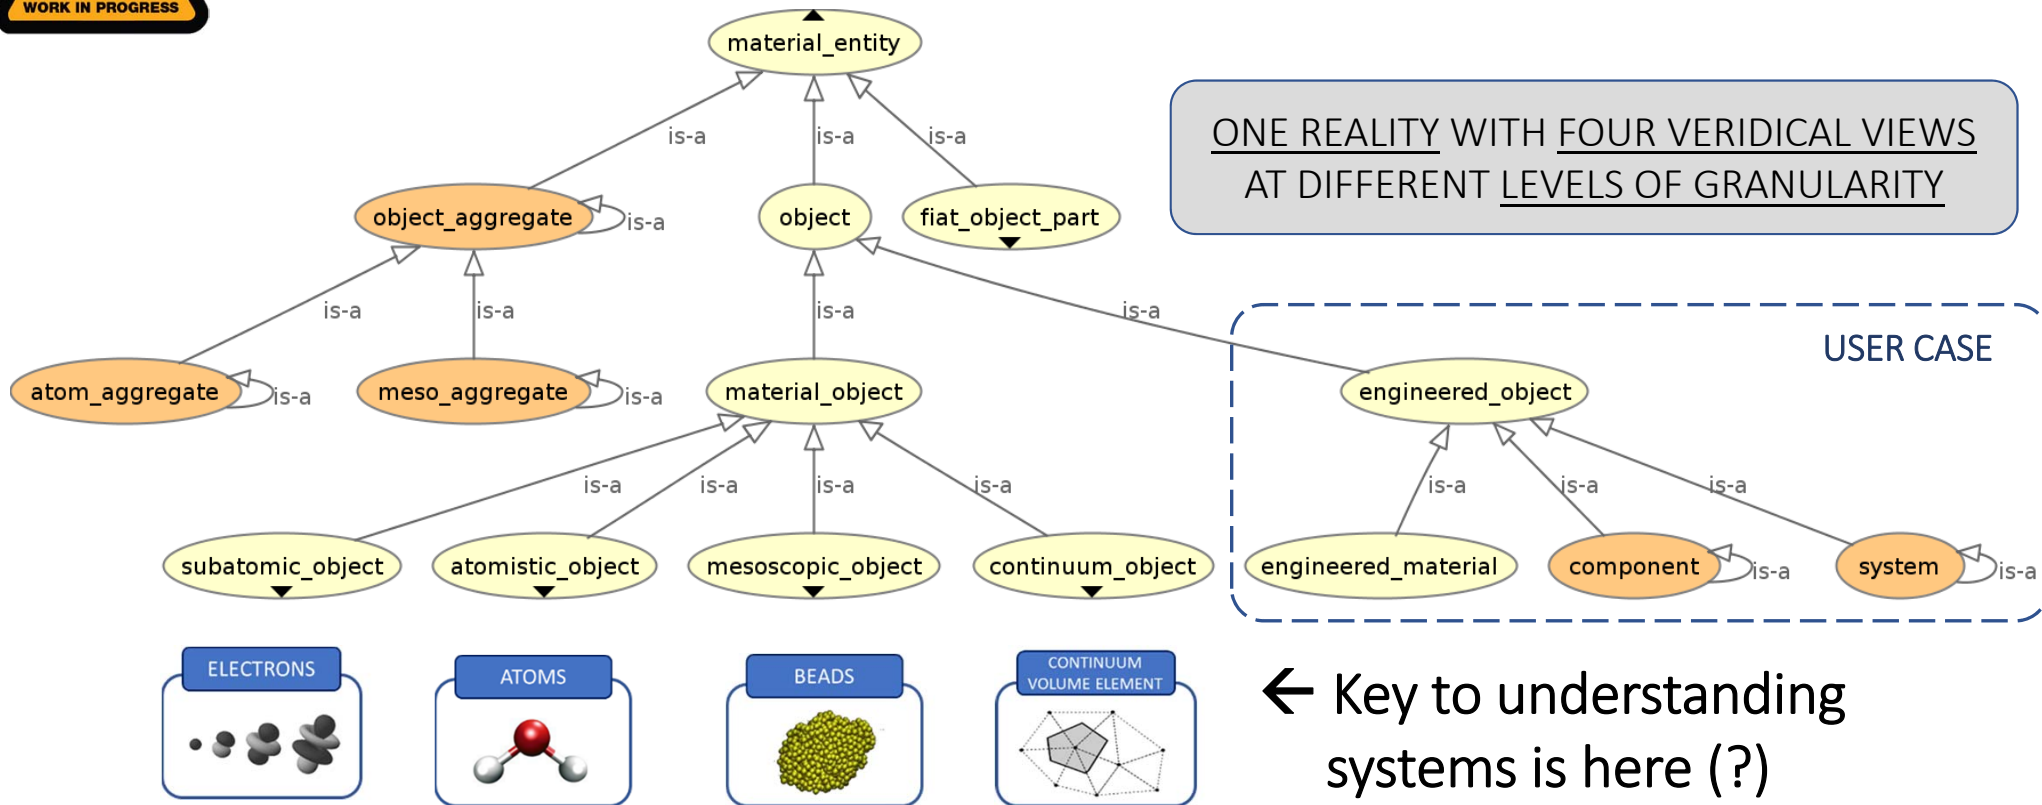 WORK IN PROGRESS
material_entity
ONE REALITY WITH FOUR VERIDICAL VIEWS
AT DIFFERENT LEVELS OF GRANULARITY
is-a
is-a
is-a
object_aggregate
is-a
object
fiat_object_part
is-a
is-a
is-a
is-a
USER CASE
atom_aggregate
is-a
meso_aggregate
is-a
material_object
engineered_object
is-a
is-a
is-a
is-a
is-a
is-a
is-a
subatomic_object
atomistic_object
mesoscopic_object
continuum_object
engineered_material
component
is-a
system
is-a
ELECTRONS
ATOMS
BEADS
CONTINUUM
VOLUME ELEMENT
← Key to understanding
systems is here (?)